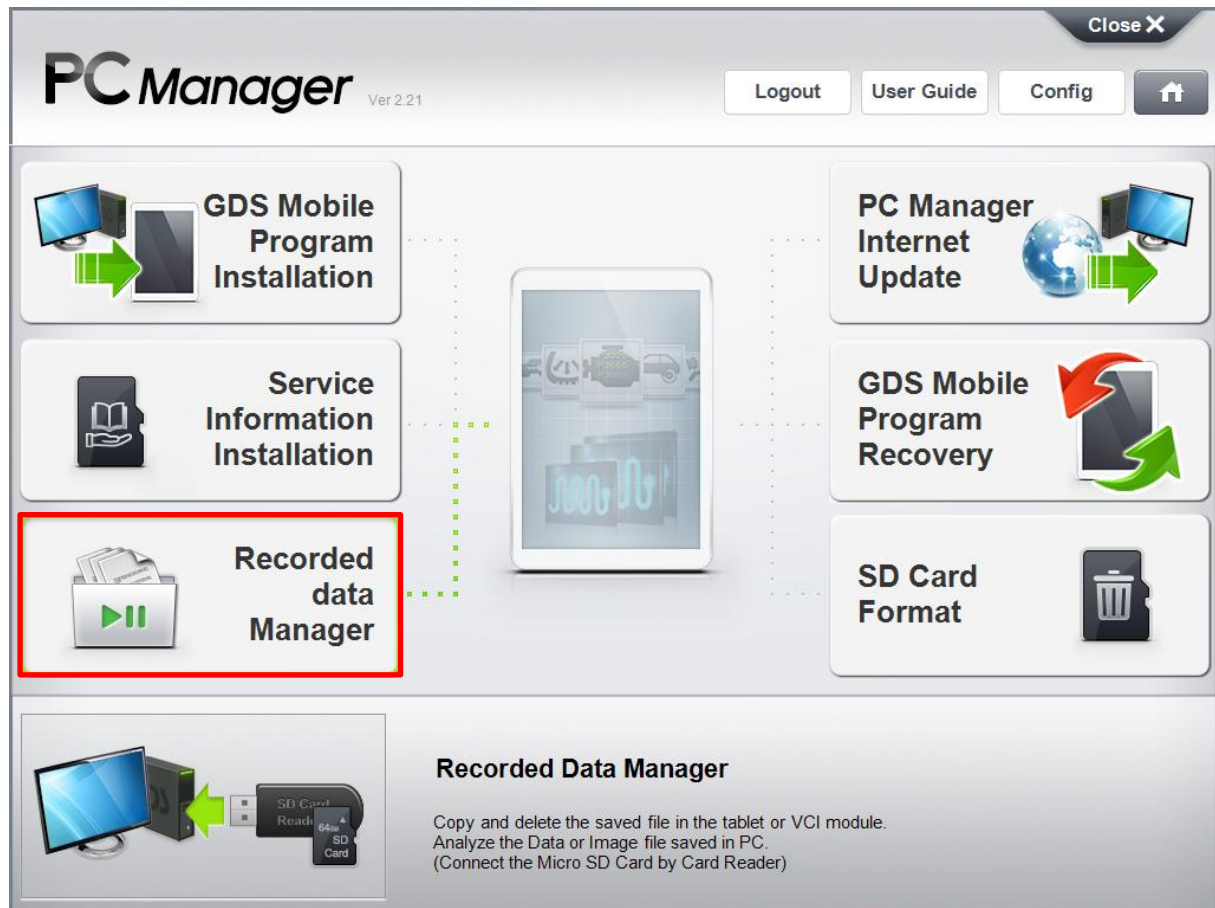 Close X
PC Manager Ver 2.21
Logout
User Guide
Config
GDS Mobile
Program
Installation
PC Manager
Internet
Update
Service
Information
Installation
GDS Mobile
Program
Recovery
Recorded
data
Manager
SD Card
Format
SD Card
Reader
64GB
SD
Card
Recorded Data Manager
Copy and delete the saved file in the tablet or VCI module.
Analyze the Data or Image file saved in PC.
(Connect the Micro SD Card by Card Reader)